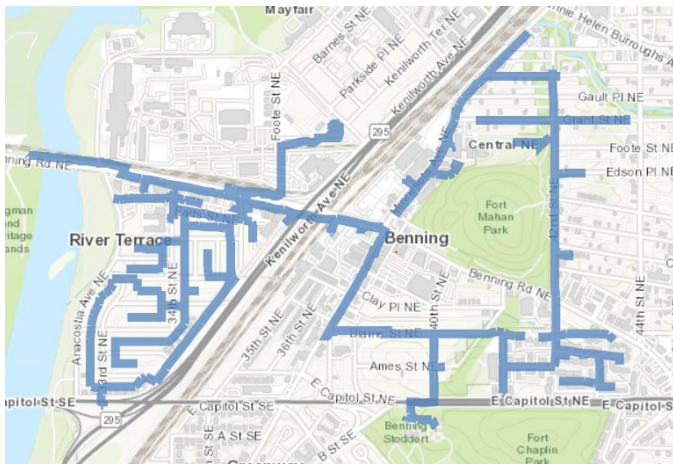 Mayfair
Barnes St NE
Parkside Pl NE
Kenilworth Ter NE
Kenilworth Ave NE
Foote St NE
295
Gault Pl NE
Grant St NE
Central NE
Foote St NE
Edson Pl NE
Fort
Mahan
Park
42nd St NE
River Terrace
34th St NE
Anacostia Ave NE
Kenilworth Ave NE
Benning
Benning Rd NE
Clay Pl NE
40th St NE
44th St NE
35th St NE
36th St NE
Blaine St NE
Ames St NE
E Capitol St NE
E Capitol St NE
E Capitol St
295
A St SE
B St SE
Benning
Stoddert
Fort
Chaplin
Park